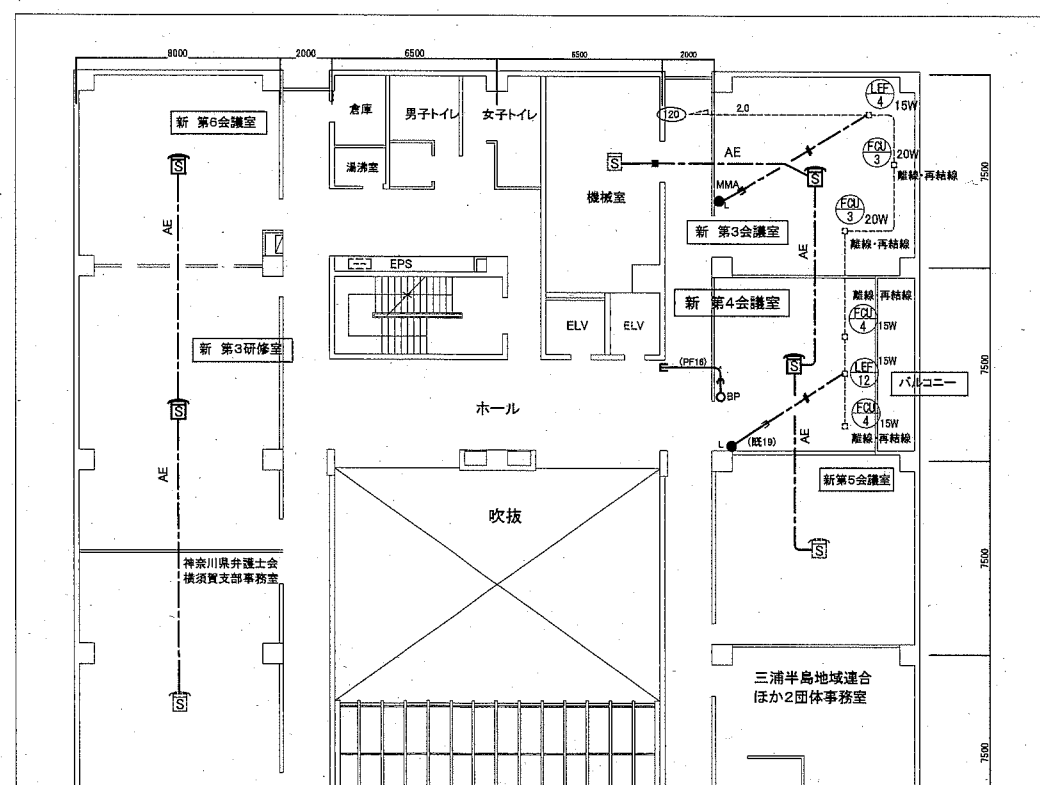 8000
2000
6500
6500
2000
新 第6会議室
倉庫
男子トイレ
女子トイレ
湯沸室
機械室
120
2.0
LEF
4
15W
FCU
3
20W
離線・再結線
AE
MMA
L
FCU
3
20W
離線・再結線
新 第3会議室
7500
AE
AE
EPS
新 第4会議室
離線・再結線
FCU
4
15W
ELV
ELV
新 第3研修室
(PF16)
BP
15W
LEF
12
バルコニー
FCU
4
15W
離線・再結線
7500
ホール
L
(既19)
AE
AE
新第5会議室
吹抜
神奈川県弁護士会
横須賀支部事務室
7500
三浦半島地域連合
ほか2団体事務室
7500
S
S
S
S
S
S
S